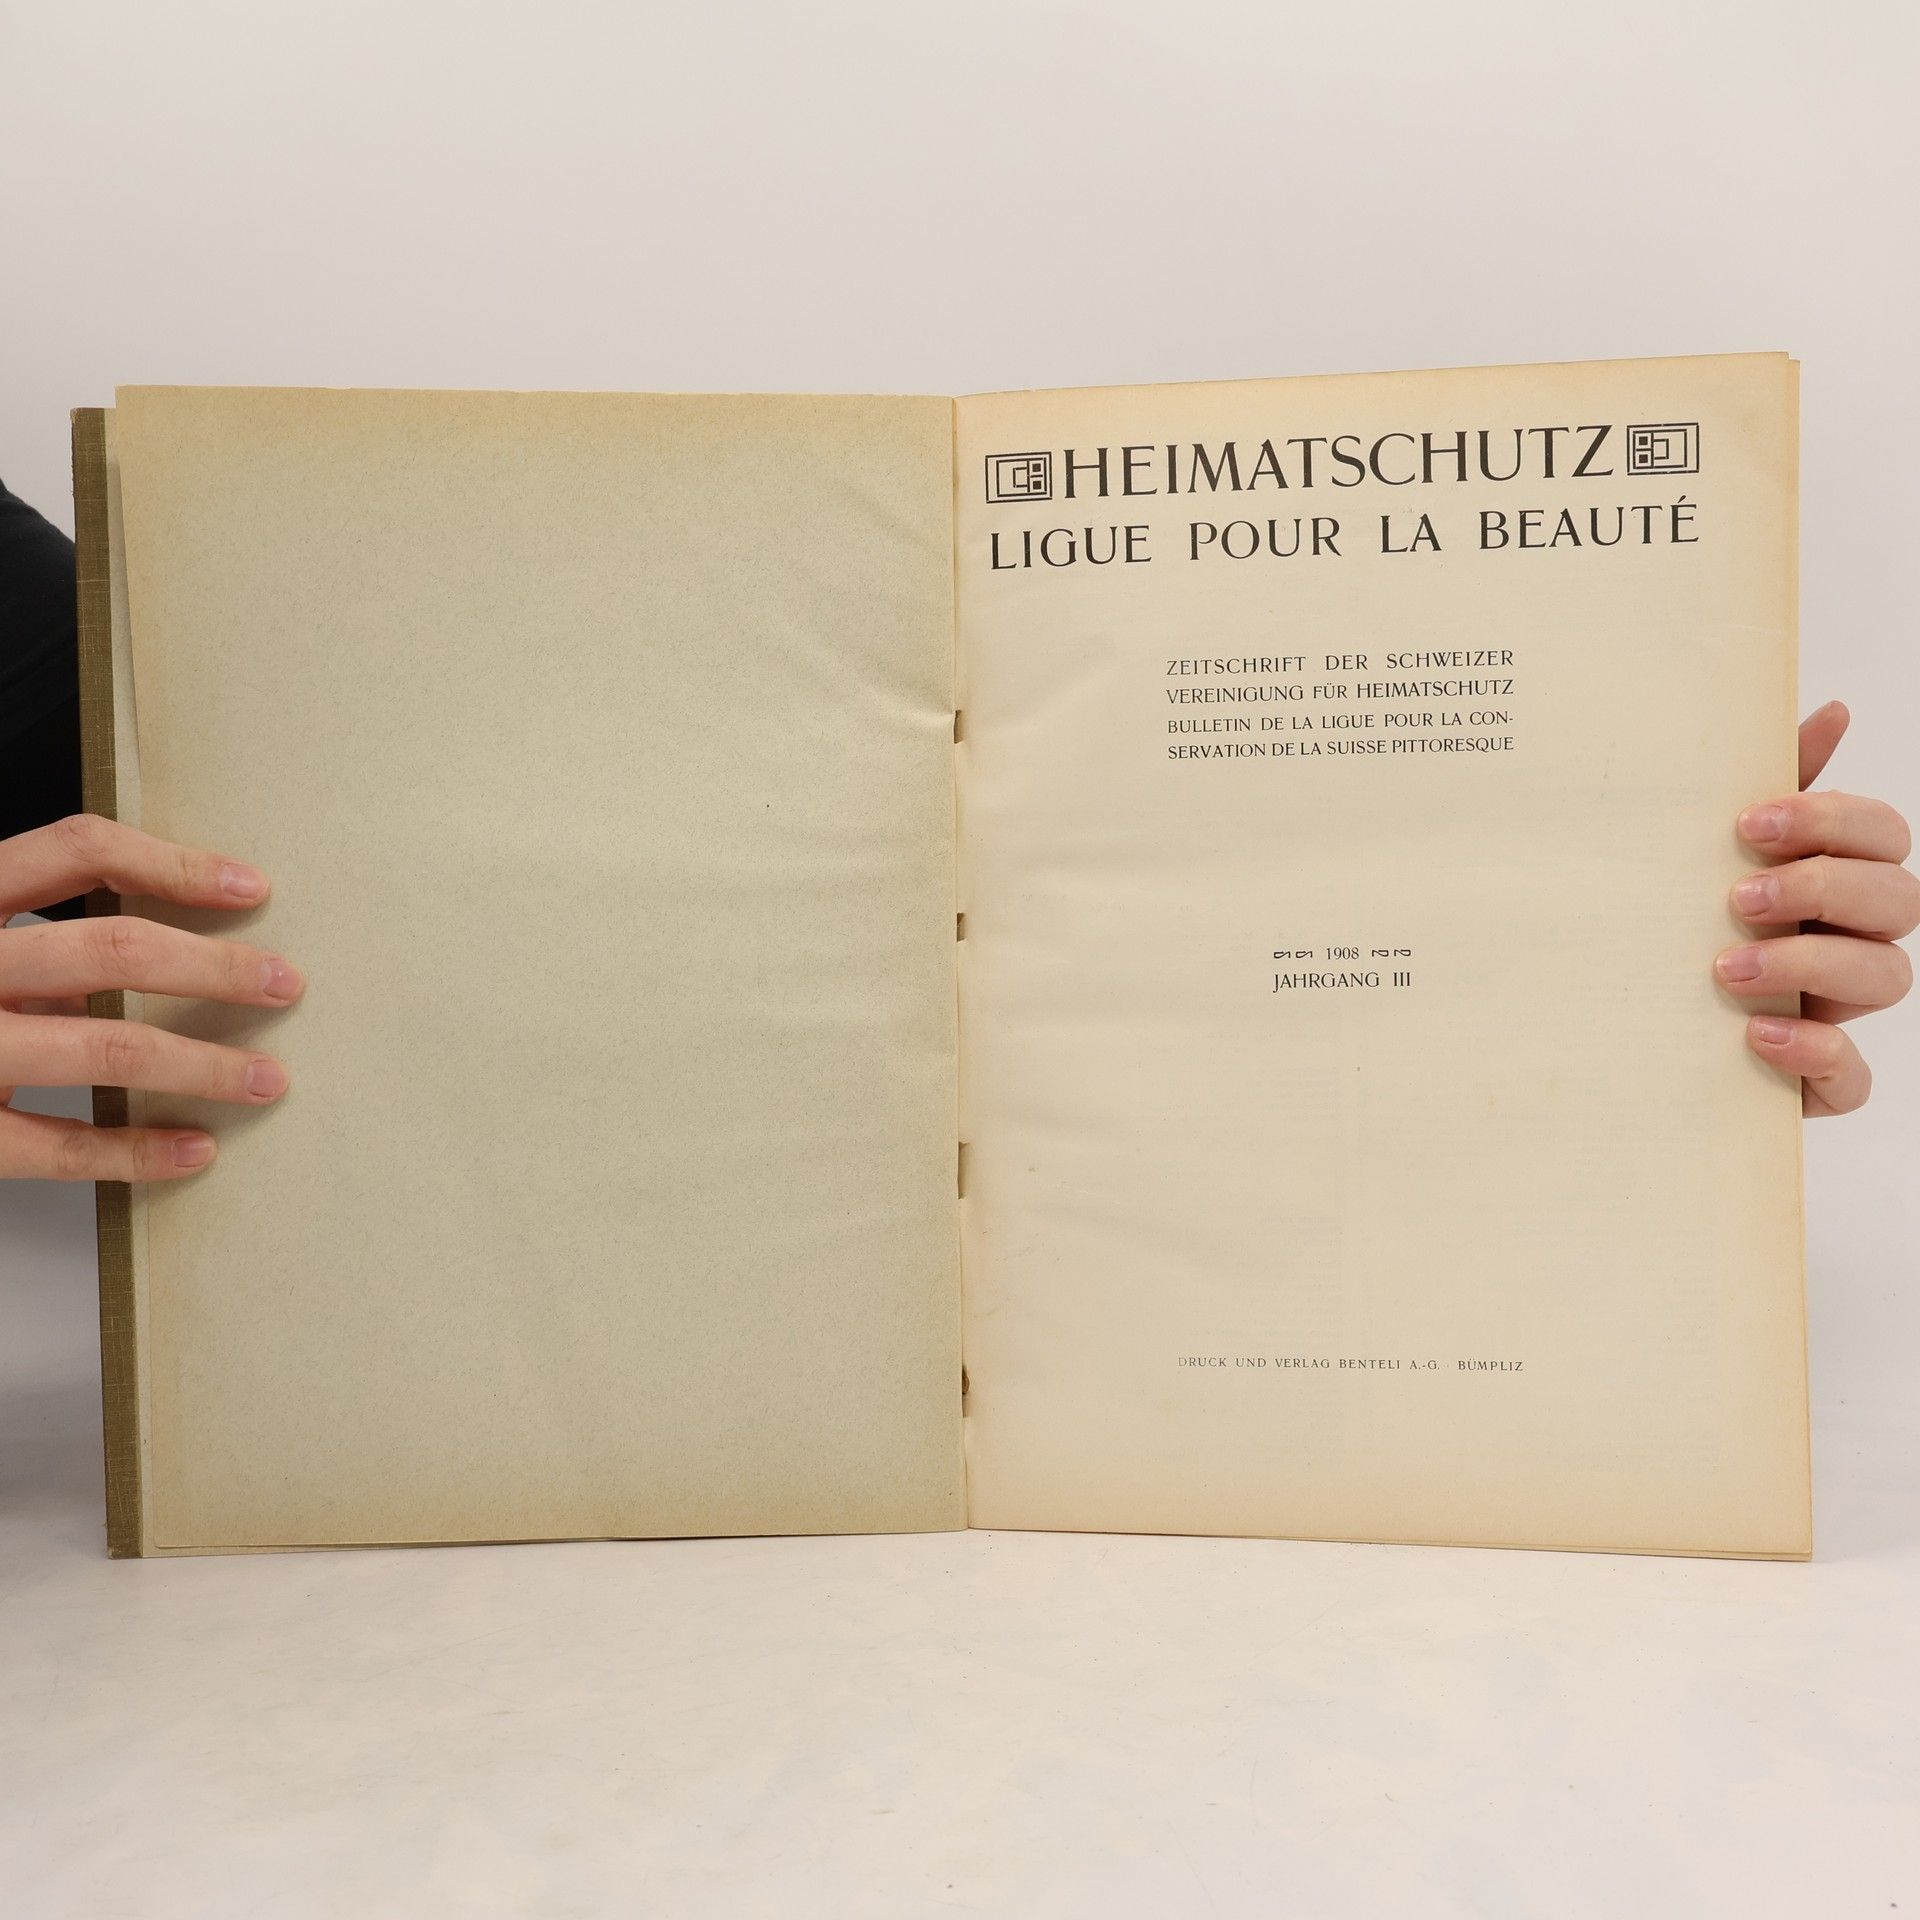 HEIMATSCHUTZ
LIGUE POUR LA BEAUTÉ
ZEITSCHRIFT DER SCHWEIZER
VEREINIGUNG FÜR HEIMATSCHUTZ
BULLETIN DE LA LIGUE POUR LA CON-
SERVATION DE LA SUISSE PITTORESQUE
1908
JAHRGANG III
DRUCK UND VERLAG BENTELI A.-G. BÜMPLIZ